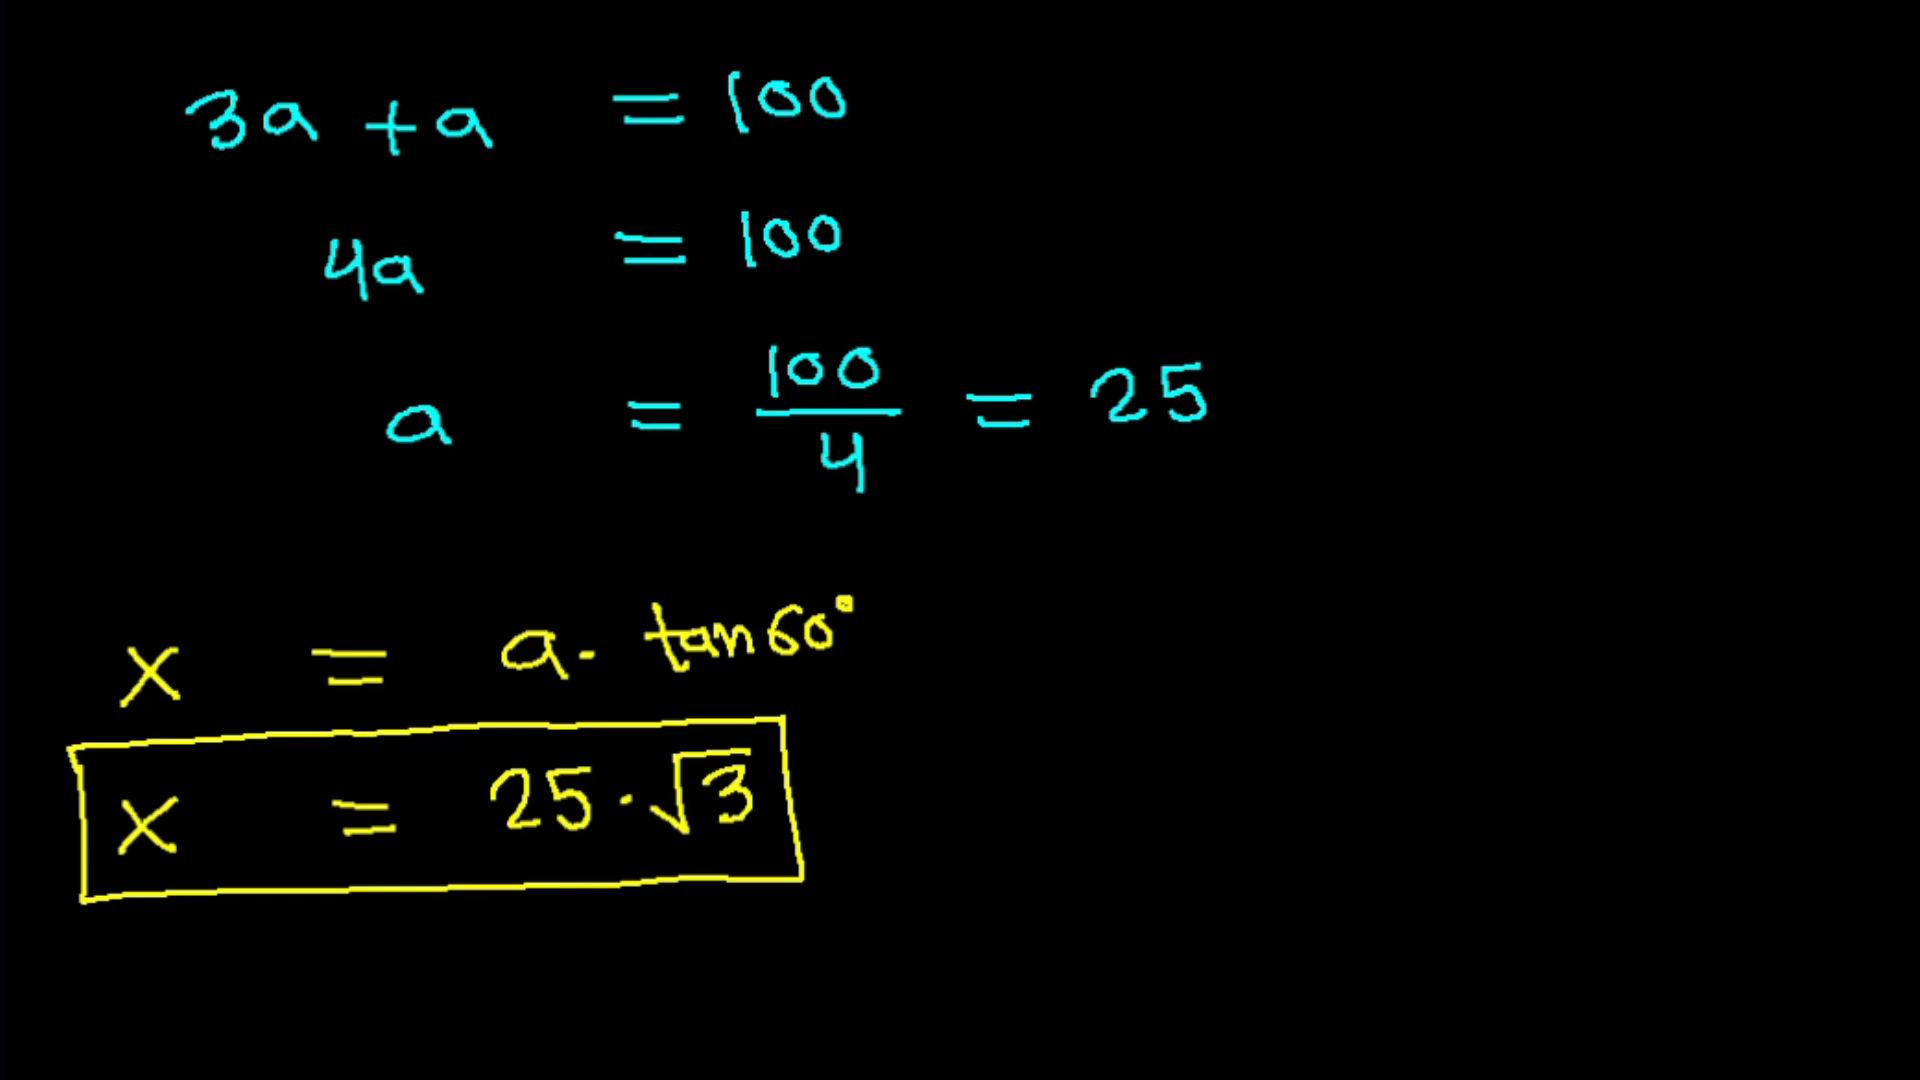 3a + a = 100
4a = 100
a = 100/4 = 25
x = a · tan 60°
x = 25 · √3